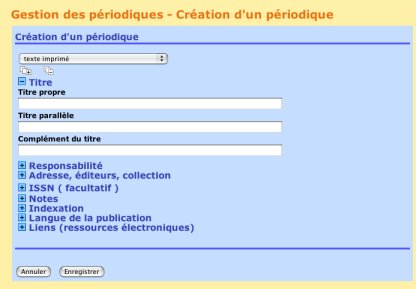 Gestion des périodiques - Création d'un périodique
Création d'un périodique
texte imprimé
Titre
Titre propre
Titre parallèle
Complément du titre
Responsabilité
Adresse, éditeurs, collection
ISSN ( facultatif )
Notes
Indexation
Langue de la publication
Liens (ressources électroniques)
Annuler Enregistrer